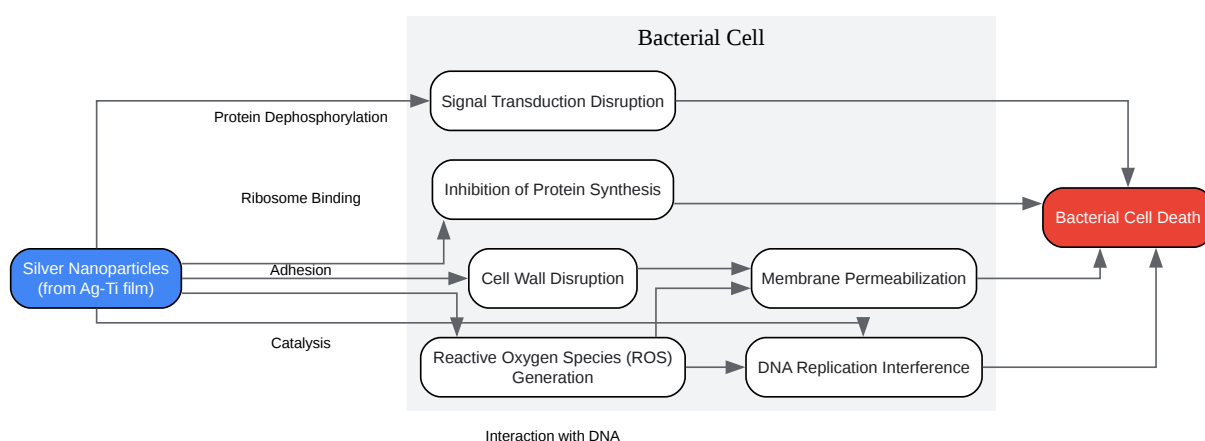 Bacterial Cell
Signal Transduction Disruption
Protein Dephosphorylation
Inhibition of Protein Synthesis
Ribosome Binding
Bacterial Cell Death
Silver Nanoparticles
(from Ag-Ti film)
Adhesion
Cell Wall Disruption
Membrane Permeabilization
Catalysis
Reactive Oxygen Species (ROS)
Generation
DNA Replication Interference
Interaction with DNA